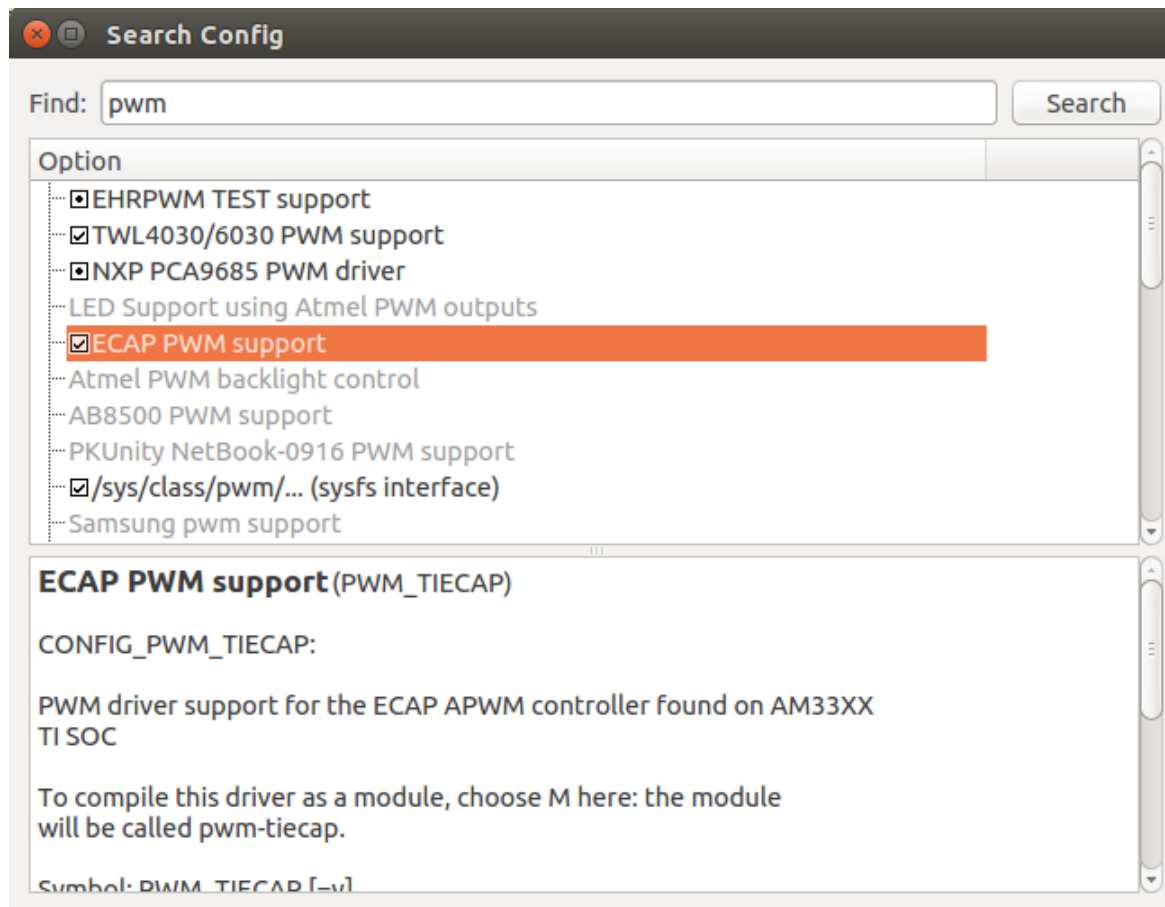 Search Config
Find: pwm Search
Option
EHRPWM TEST support
TWL4030/6030 PWM support
NXP PCA9685 PWM driver
LED Support using Atmel PWM outputs
ECAP PWM support
Atmel PWM backlight control
AB8500 PWM support
PKUnity NetBook-0916 PWM support
/sys/class/pwm/... (sysfs interface)
Samsung pwm support
ECAP PWM support (PWM_TIECAP)
CONFIG_PWM_TIECAP:
PWM driver support for the ECAP APWM controller found on AM33XX
TI SOC
To compile this driver as a module, choose M here: the module
will be called pwm-tiecap.
Symbol: PWM_TIECAP [=y]